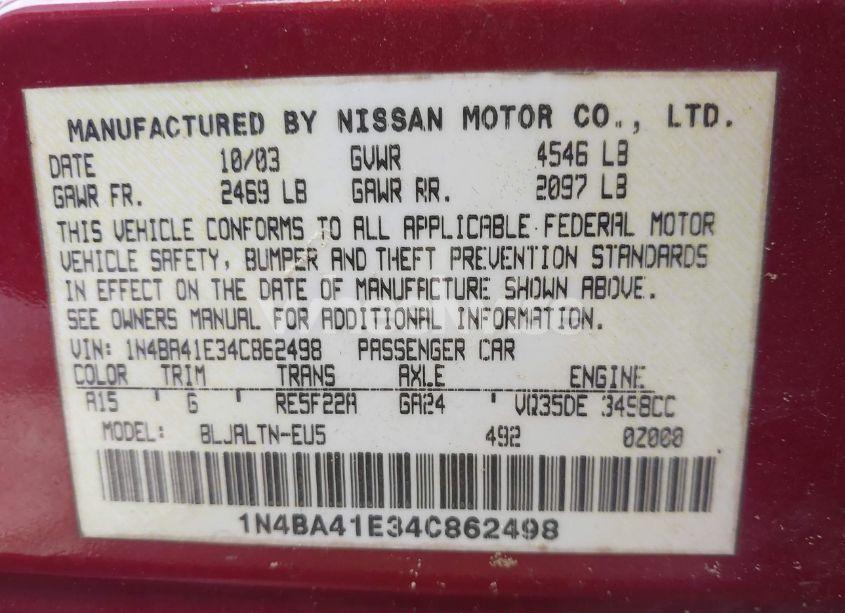 MANUFACTURED BY NISSAN MOTOR CO., LTD.
DATE 10/03 GVWR 4546 LB
GAWR FR. 2469 LB GAWR RR. 2097 LB
THIS VEHICLE CONFORMS TO ALL APPLICABLE FEDERAL MOTOR
VEHICLE SAFETY, BUMPER AND THEFT PREVENTION STANDARDS
IN EFFECT ON THE DATE OF MANUFACTURE SHOWN ABOVE.
SEE OWNERS MANUAL FOR ADDITIONAL INFORMATION.
VIN: 1N4BA41E34C862498 PASSENGER CAR
COLOR TRIM TRANS AXLE ENGINE
A15 ' G ' RE5F22A GA24 ' VQ35DE 3498CC
MODEL: BLJALTN-EU5 492 0Z000
1N4BA41E34C862498